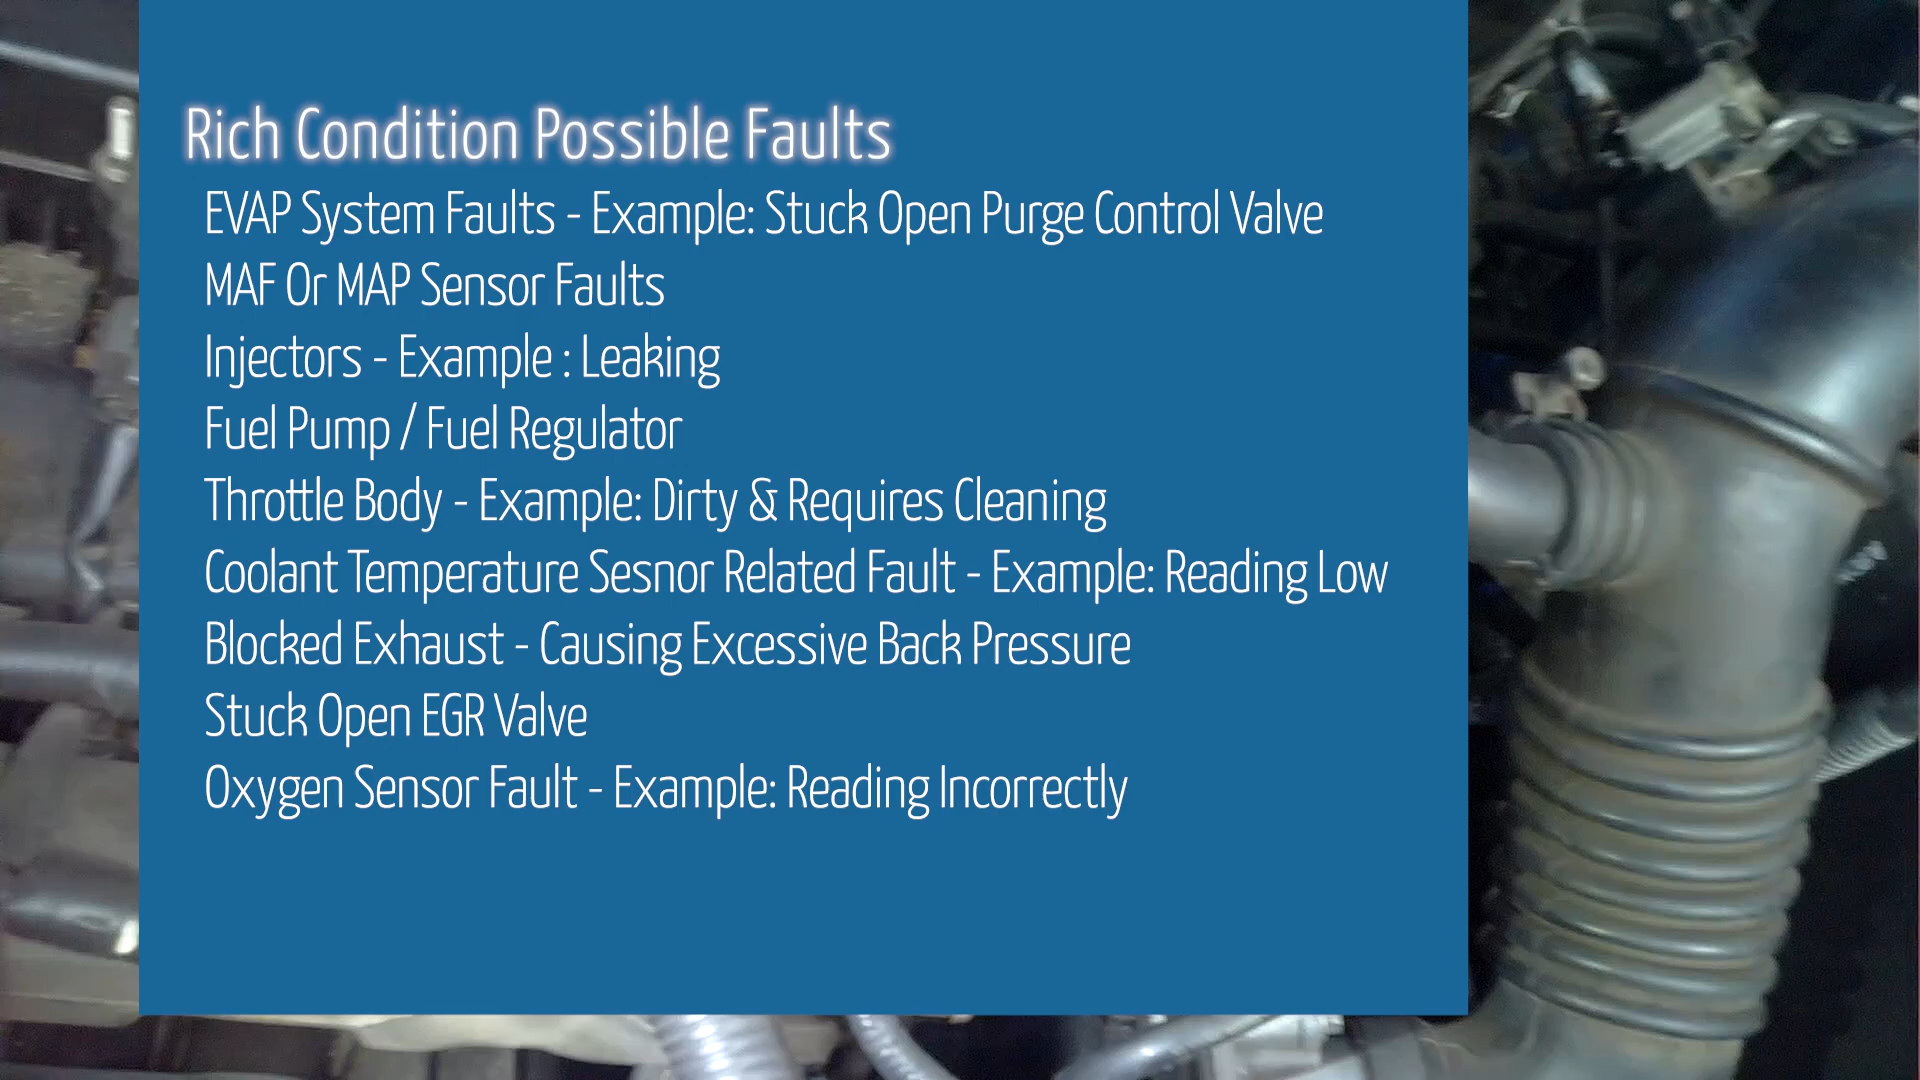 Rich Condition Possible Faults
EVAP System Faults - Example: Stuck Open Purge Control Valve
MAF Or MAP Sensor Faults
Injectors - Example : Leaking
Fuel Pump / Fuel Regulator
Throttle Body - Example: Dirty & Requires Cleaning
Coolant Temperature Sesnor Related Fault - Example: Reading Low
Blocked Exhaust - Causing Excessive Back Pressure
Stuck Open EGR Valve
Oxygen Sensor Fault - Example: Reading Incorrectly